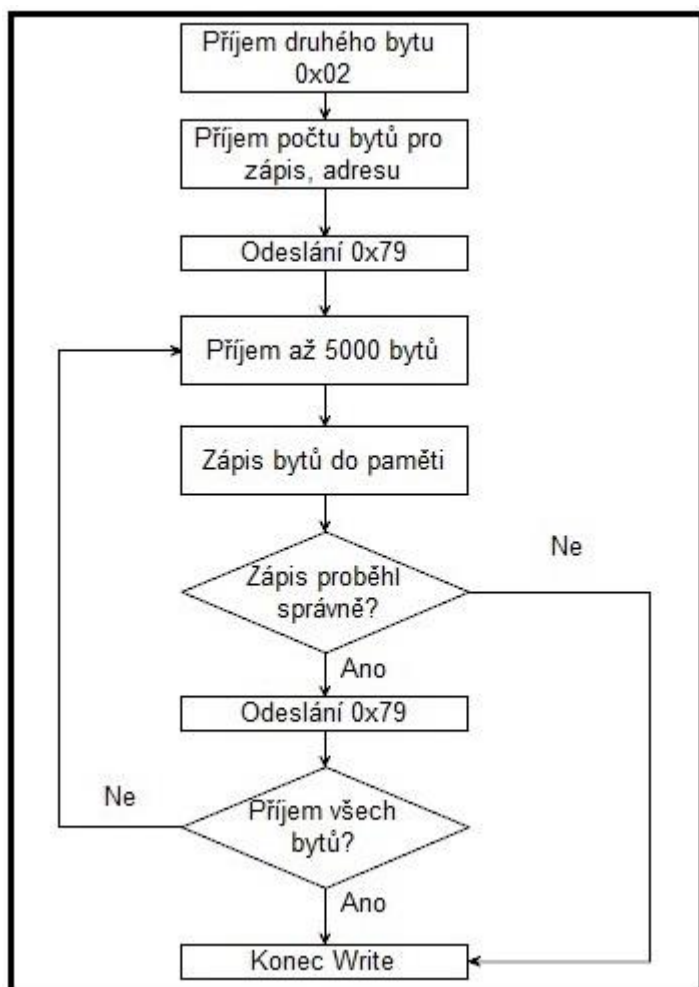 Příjem druhého bytu
0x02
Příjem počtu bytů pro
zápis, adresu
Odeslání 0x79
Příjem až 5000 bytů
Zápis bytů do paměti
Ne
Zápis proběhl
správně?
Ano
Odeslání 0x79
Ne
Příjem všech
bytů?
Ano
Konec Write